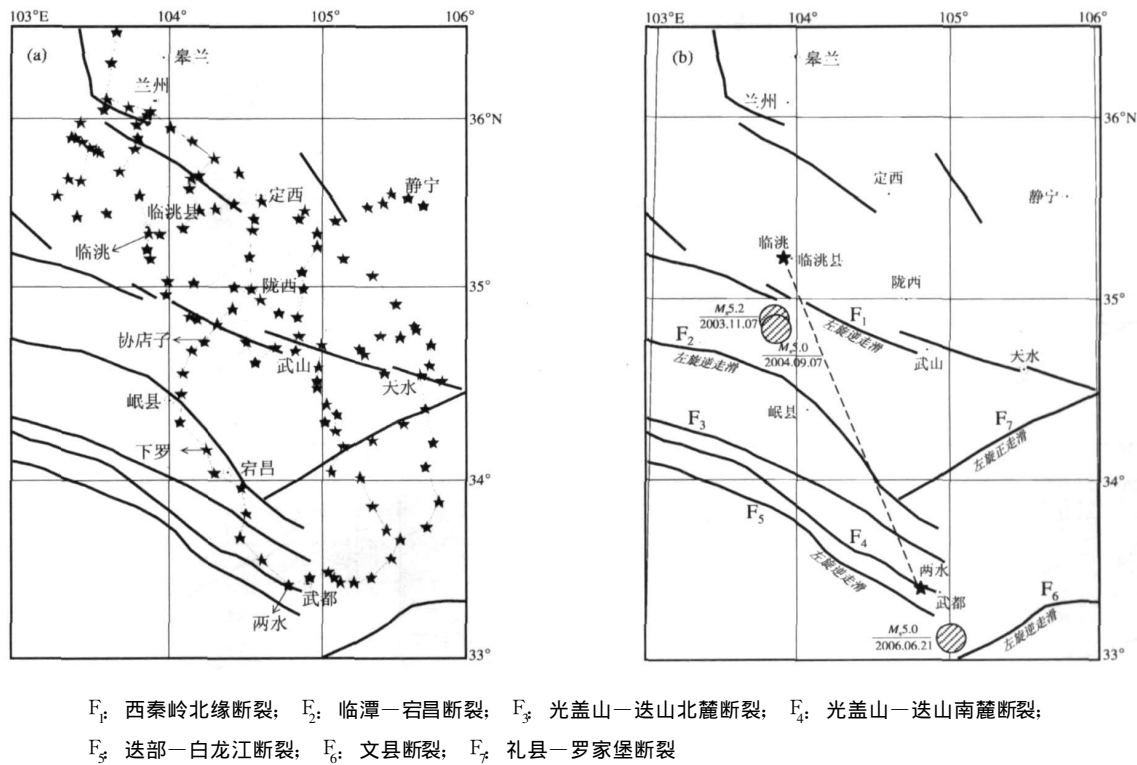 103°E
104°
105°
106°
(a)
皋兰
兰州
36°N
定西
静宁
临洮县
临洮
35°
陇西
协店子
武山
天水
岷县
下罗
宕昌
34°
武都
两水
33°
103°E
104°
105°
106°
(b)
皋兰
兰州
36°N
定西
静宁
临洮
临洮县
35°
陇西
Ms5.2
2003.11.07
F1
左旋逆走滑
F2
Ms5.0
2004.09.07
武山
天水
左旋逆走滑
岷县
F3
F7
左旋正走滑
34°
F5
F4
左旋逆走滑
两水
武都
F6
Ms5.0
2006.06.21
左旋逆走滑
33°
F1: 西秦岭北缘断裂; F2: 临潭—宕昌断裂; F3: 光盖山—迭山北麓断裂; F4: 光盖山—迭山南麓断裂;
F5: 迭部—白龙江断裂; F6: 文县断裂; F7: 礼县—罗家堡断裂